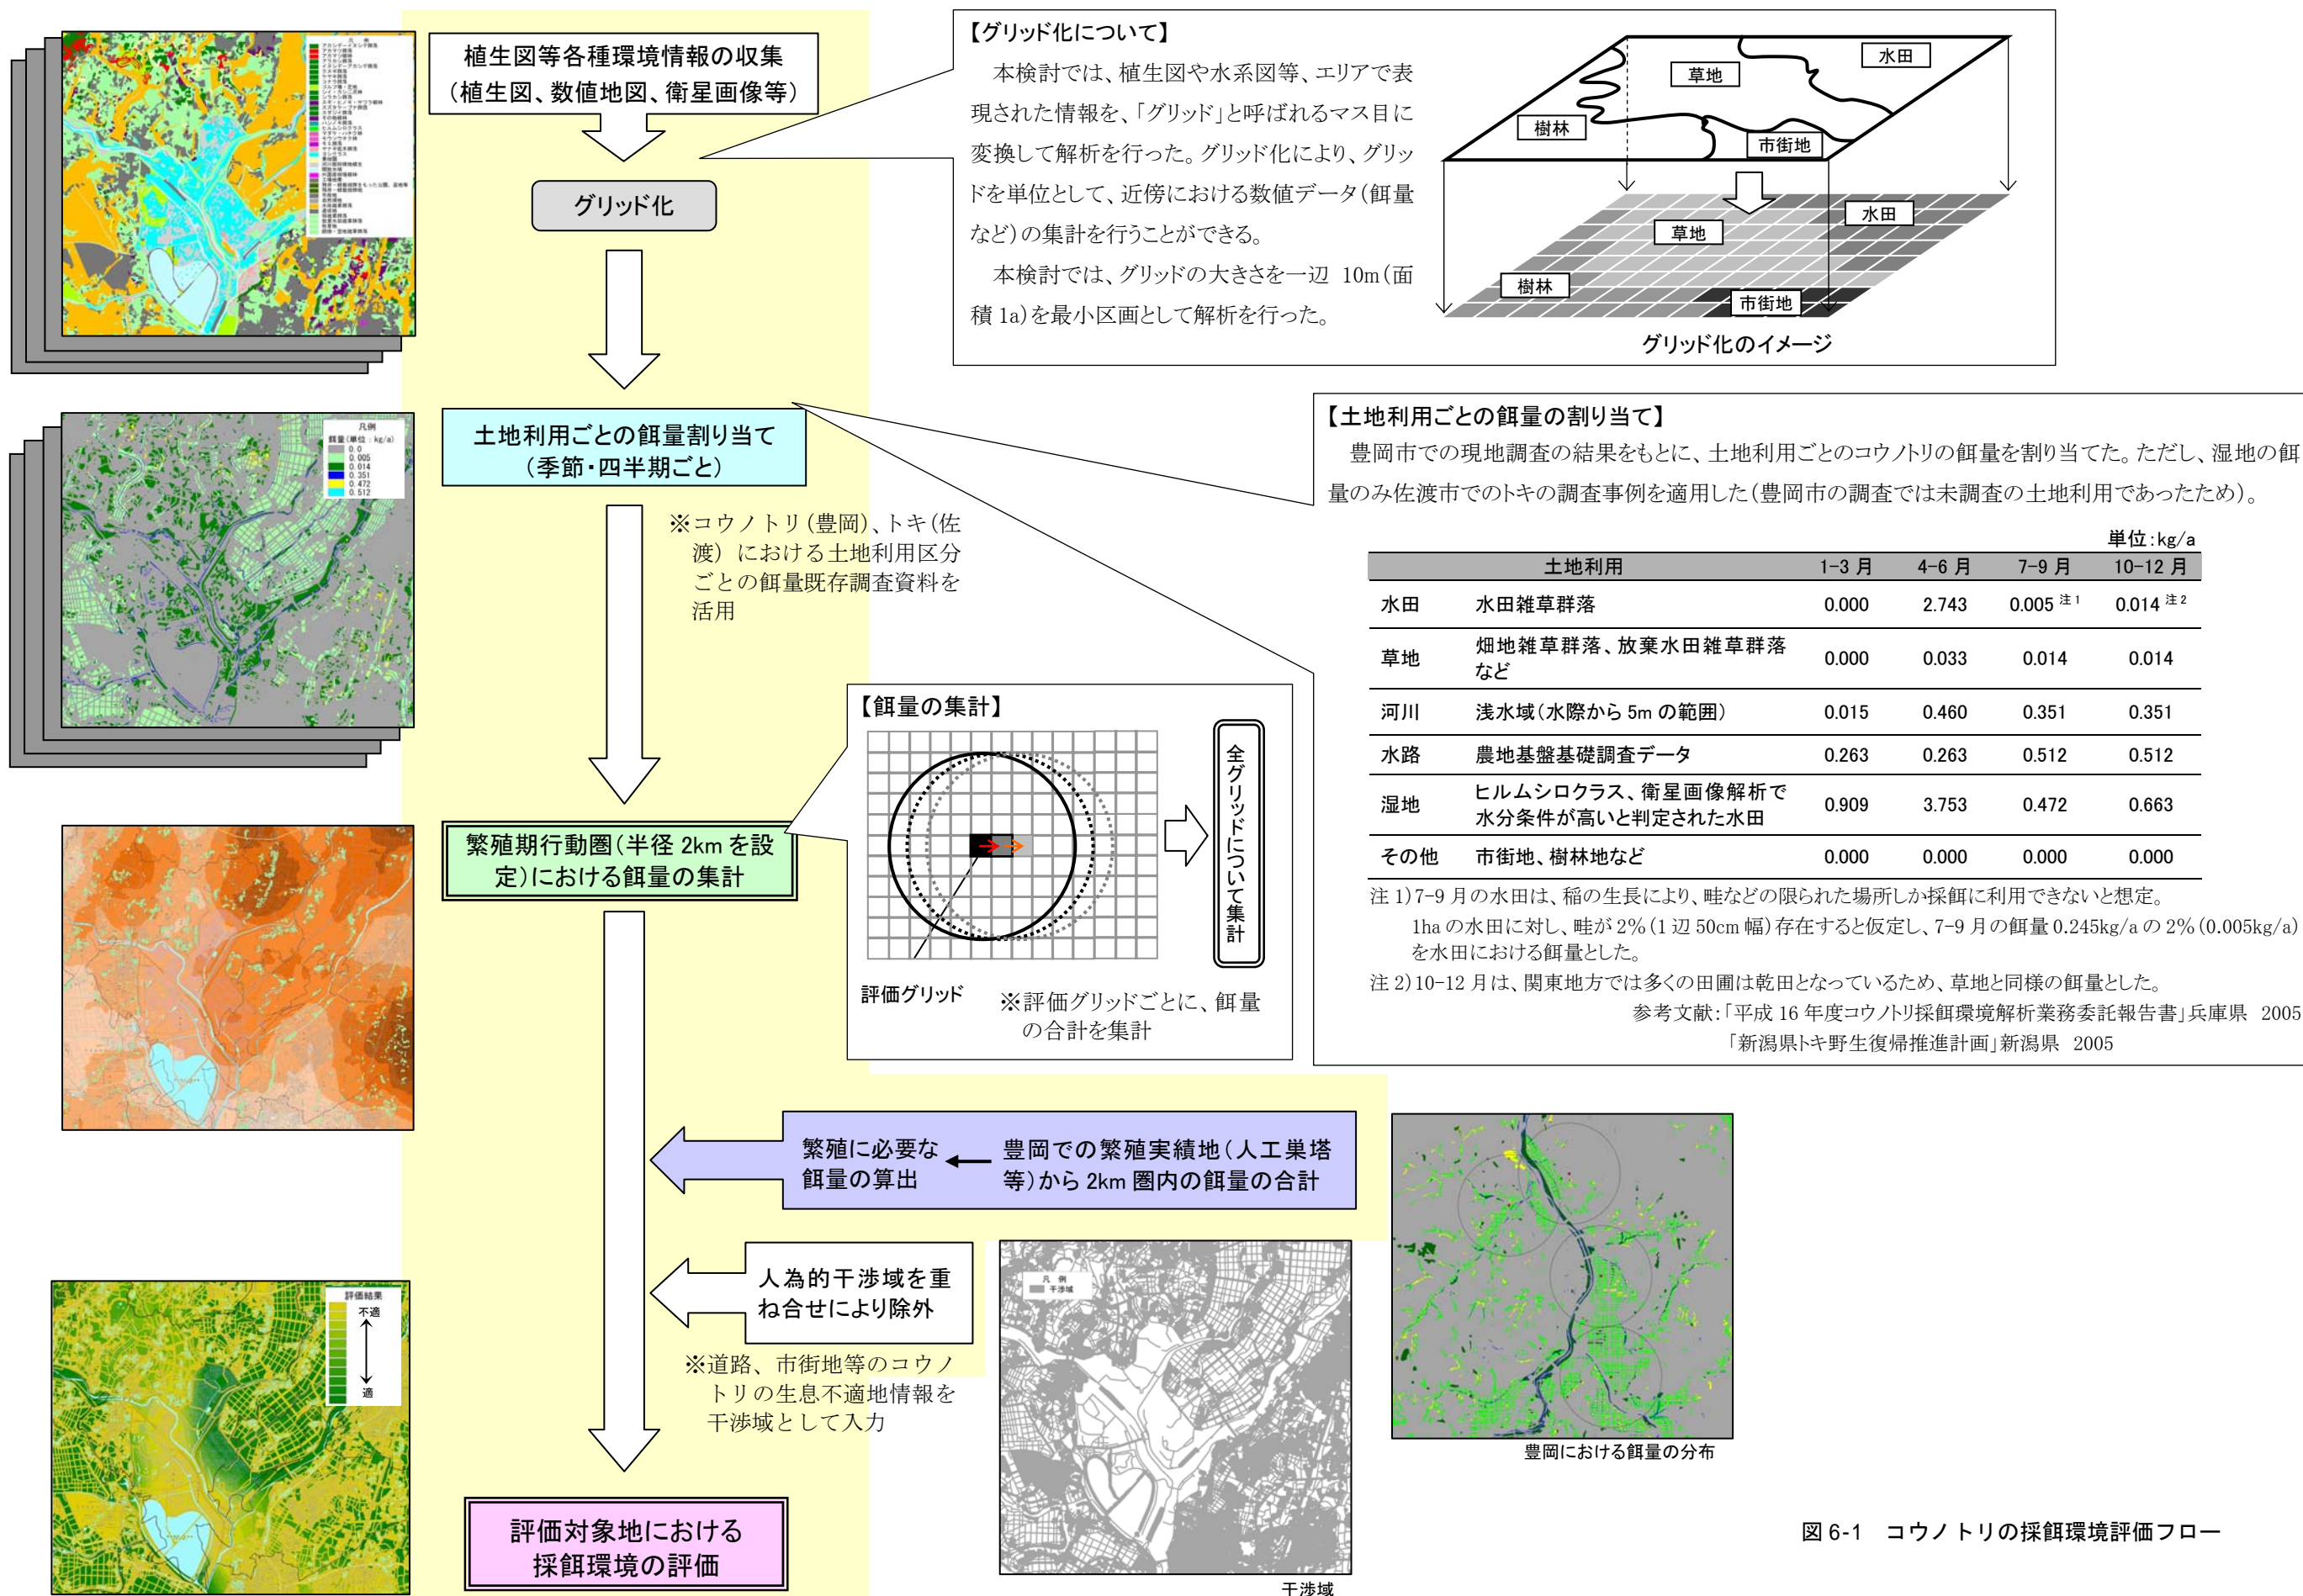 植生図等各種環境情報の収集
(植生図、数値地図、衛星画像等)
グリッド化
【グリッド化について】
本検討では、植生図や水系図等、エリアで表
現された情報を、「グリッド」と呼ばれるマス目に
変換して解析を行った。グリッド化により、グリッ
ドを単位として、近傍における数値データ(餌量
など)の集計を行うことができる。
本検討では、グリッドの大きさを一辺 10m(面
積 1a)を最小区画として解析を行った。
水田
草地
樹林
市街地
水田
草地
樹林
市街地
グリッド化のイメージ
土地利用ごとの餌量割り当て
(季節・四半期ごと)
※コウノトリ(豊岡)、トキ(佐
渡)における土地利用区分
ごとの餌量既存調査資料を
活用
凡例
餌量(単位:kg/a)
0.0
0.005
0.014
0.351
0.472
0.512
【土地利用ごとの餌量の割り当て】
豊岡市での現地調査の結果をもとに、土地利用ごとのコウノトリの餌量を割り当てた。ただし、湿地の餌
量のみ佐渡市でのトキの調査事例を適用した(豊岡市の調査では未調査の土地利用であったため)。
単位:kg/a
土地利用 1-3 月 4-6 月 7-9 月 10-12 月
水田 水田雑草群落 0.000 2.743 0.005 注1 0.014 注2
草地 畑地雑草群落、放棄水田雑草群落
など 0.000 0.033 0.014 0.014
河川 浅水域(水際から 5m の範囲) 0.015 0.460 0.351 0.351
水路 農地基盤基礎調査データ 0.263 0.263 0.512 0.512
湿地 ヒルムシロクラス、衛星画像解析で
水分条件が高いと判定された水田 0.909 3.753 0.472 0.663
その他 市街地、樹林地など 0.000 0.000 0.000 0.000
注 1)7-9 月の水田は、稲の生長により、畦などの限られた場所しか採餌に利用できないと想定。
1ha の水田に対し、畦が 2%(1 辺 50cm 幅)存在すると仮定し、7-9 月の餌量 0.245kg/a の 2%(0.005kg/a)
を水田における餌量とした。
注 2)10-12 月は、関東地方では多くの田圃は乾田となっているため、草地と同様の餌量とした。
参考文献:「平成 16 年度コウノトリ採餌環境解析業務委託報告書」兵庫県 2005
「新潟県トキ野生復帰推進計画」新潟県 2005
繁殖期行動圏(半径 2km を設
定)における餌量の集計
【餌量の集計】
全グリッドについて集計
評価グリッド
※評価グリッドごとに、餌量
の合計を集計
繁殖に必要な
餌量の算出
豊岡での繁殖実績地(人工巣塔
等)から 2km 圏内の餌量の合計
人為的干渉域を重
ね合せにより除外
※道路、市街地等のコウノ
トリの生息不適地情報を
干渉域として入力
凡 例
干渉域
干渉域
豊岡における餌量の分布
評価結果
不適
適
評価対象地における
採餌環境の評価
図 6-1 コウノトリの採餌環境評価フロー